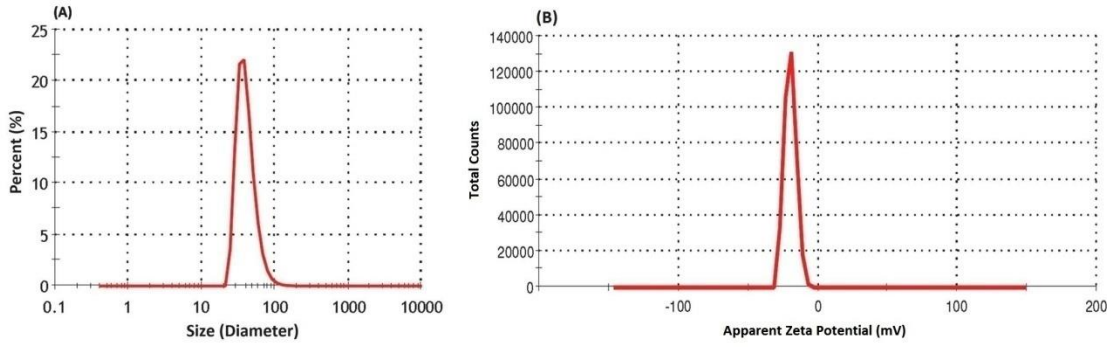 (A)
25
20
15
10
5
0
Percent (%)
0.1 1 10 100 1000 10000
Size (Diameter)
(B)
140000
120000
100000
80000
60000
40000
20000
0
Total Counts
-100 0 100 200
Apparent Zeta Potential (mV)